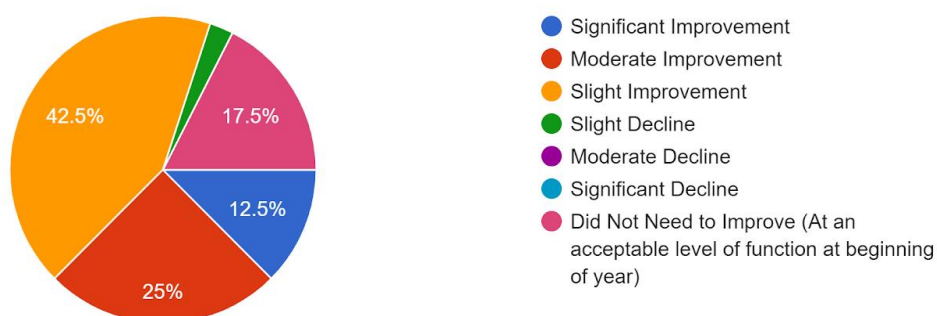 42.5%
17.5%
12.5%
25%
Significant Improvement
Moderate Improvement
Slight Improvement
Slight Decline
Moderate Decline
Significant Decline
Did Not Need to Improve (At an
acceptable level of function at beginning
of year)